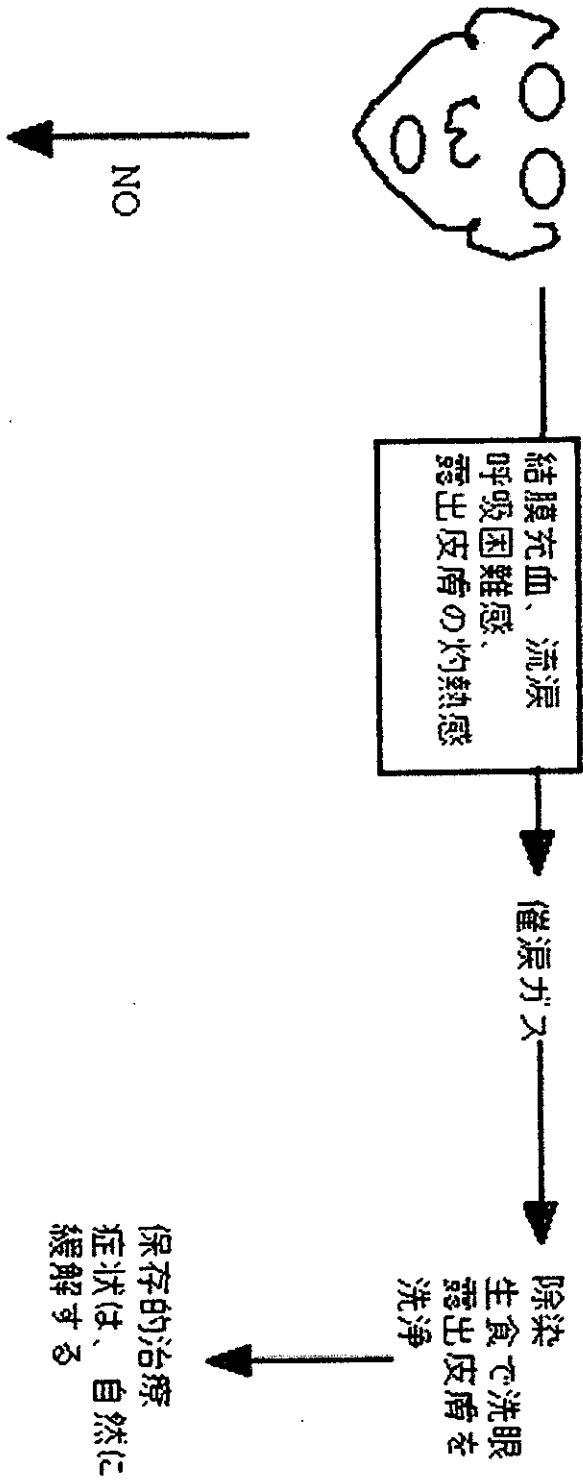 結膜充血、流涙
呼吸困難感、
露出皮膚の灼熱感
催涙ガス
除染
生食で洗眼
露出皮膚を
洗浄
保存的治療
症状は、自然に
緩解する
NO